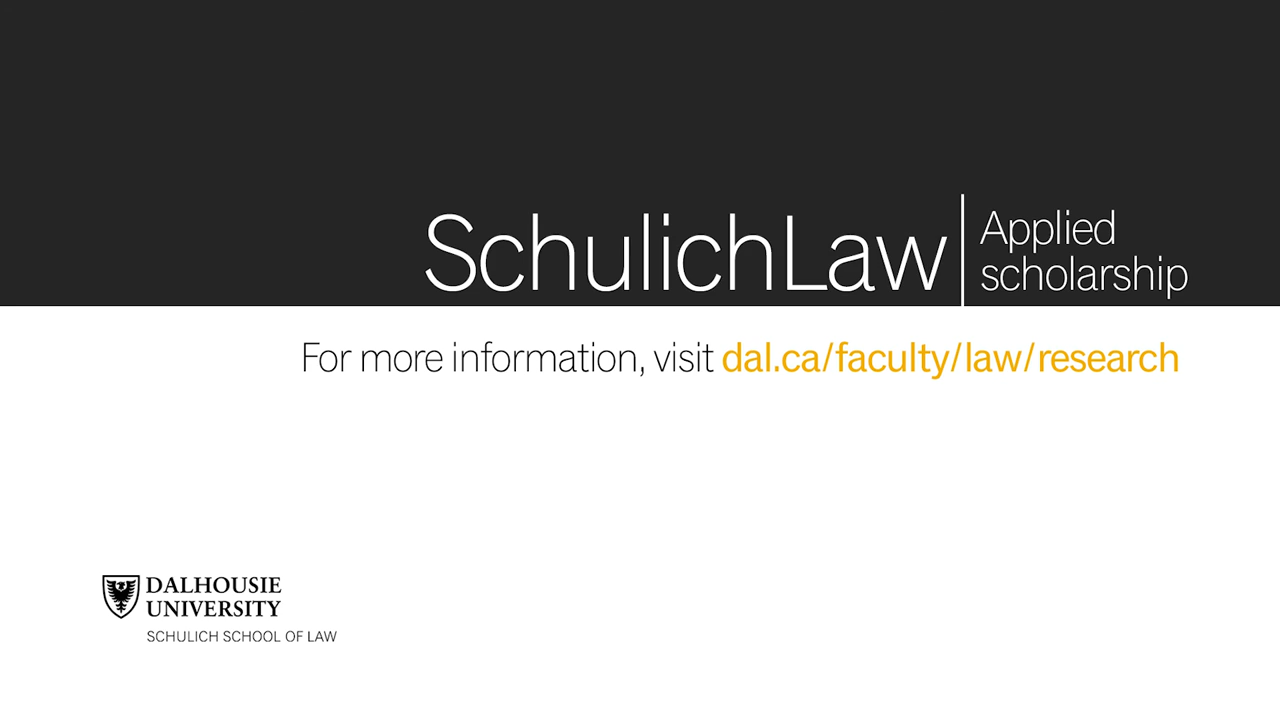 SchulichLaw
Applied
scholarship
For more information, visit dal.ca/faculty/law/research
DALHOUSIE
UNIVERSITY
SCHULICH SCHOOL OF LAW